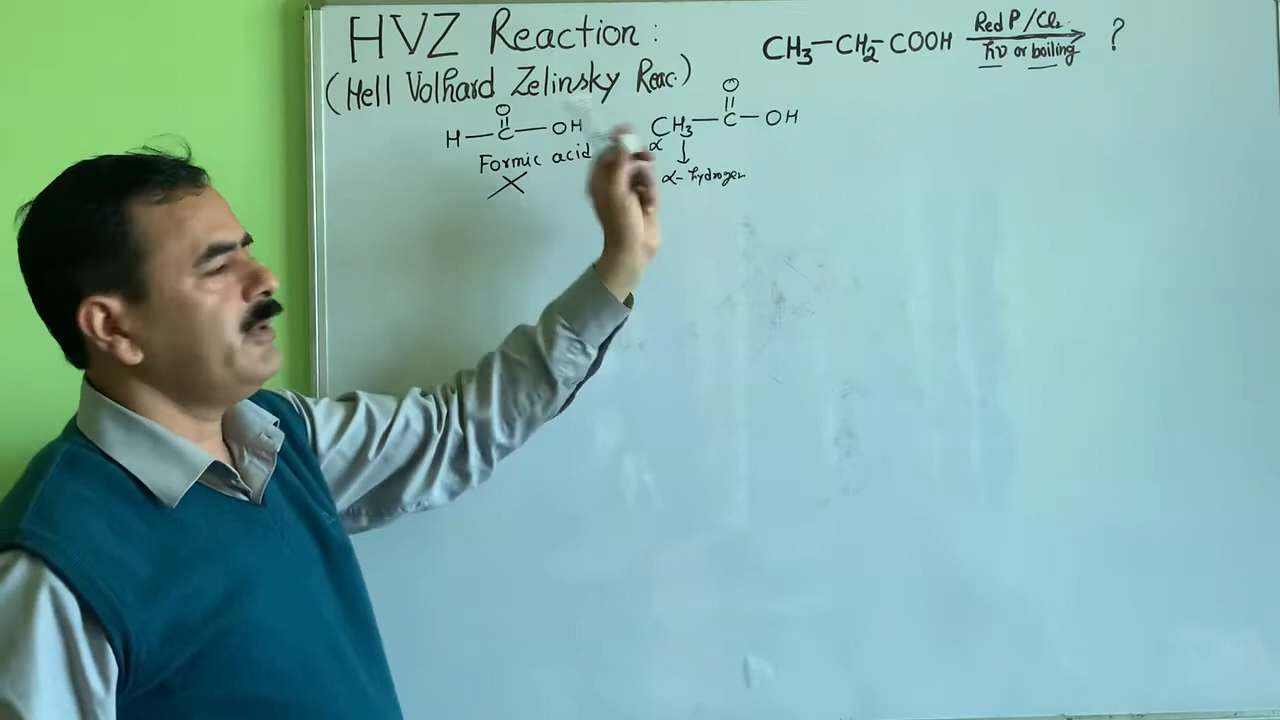 HVZ Reaction:
(Hell Volhard Zelinsky Reac.)
CH3-CH2-COOH Red P/Cl2 hν or boiling ?
O
H-C-OH
Formic acid
O
CH3-C-OH
α
α-hydrogen